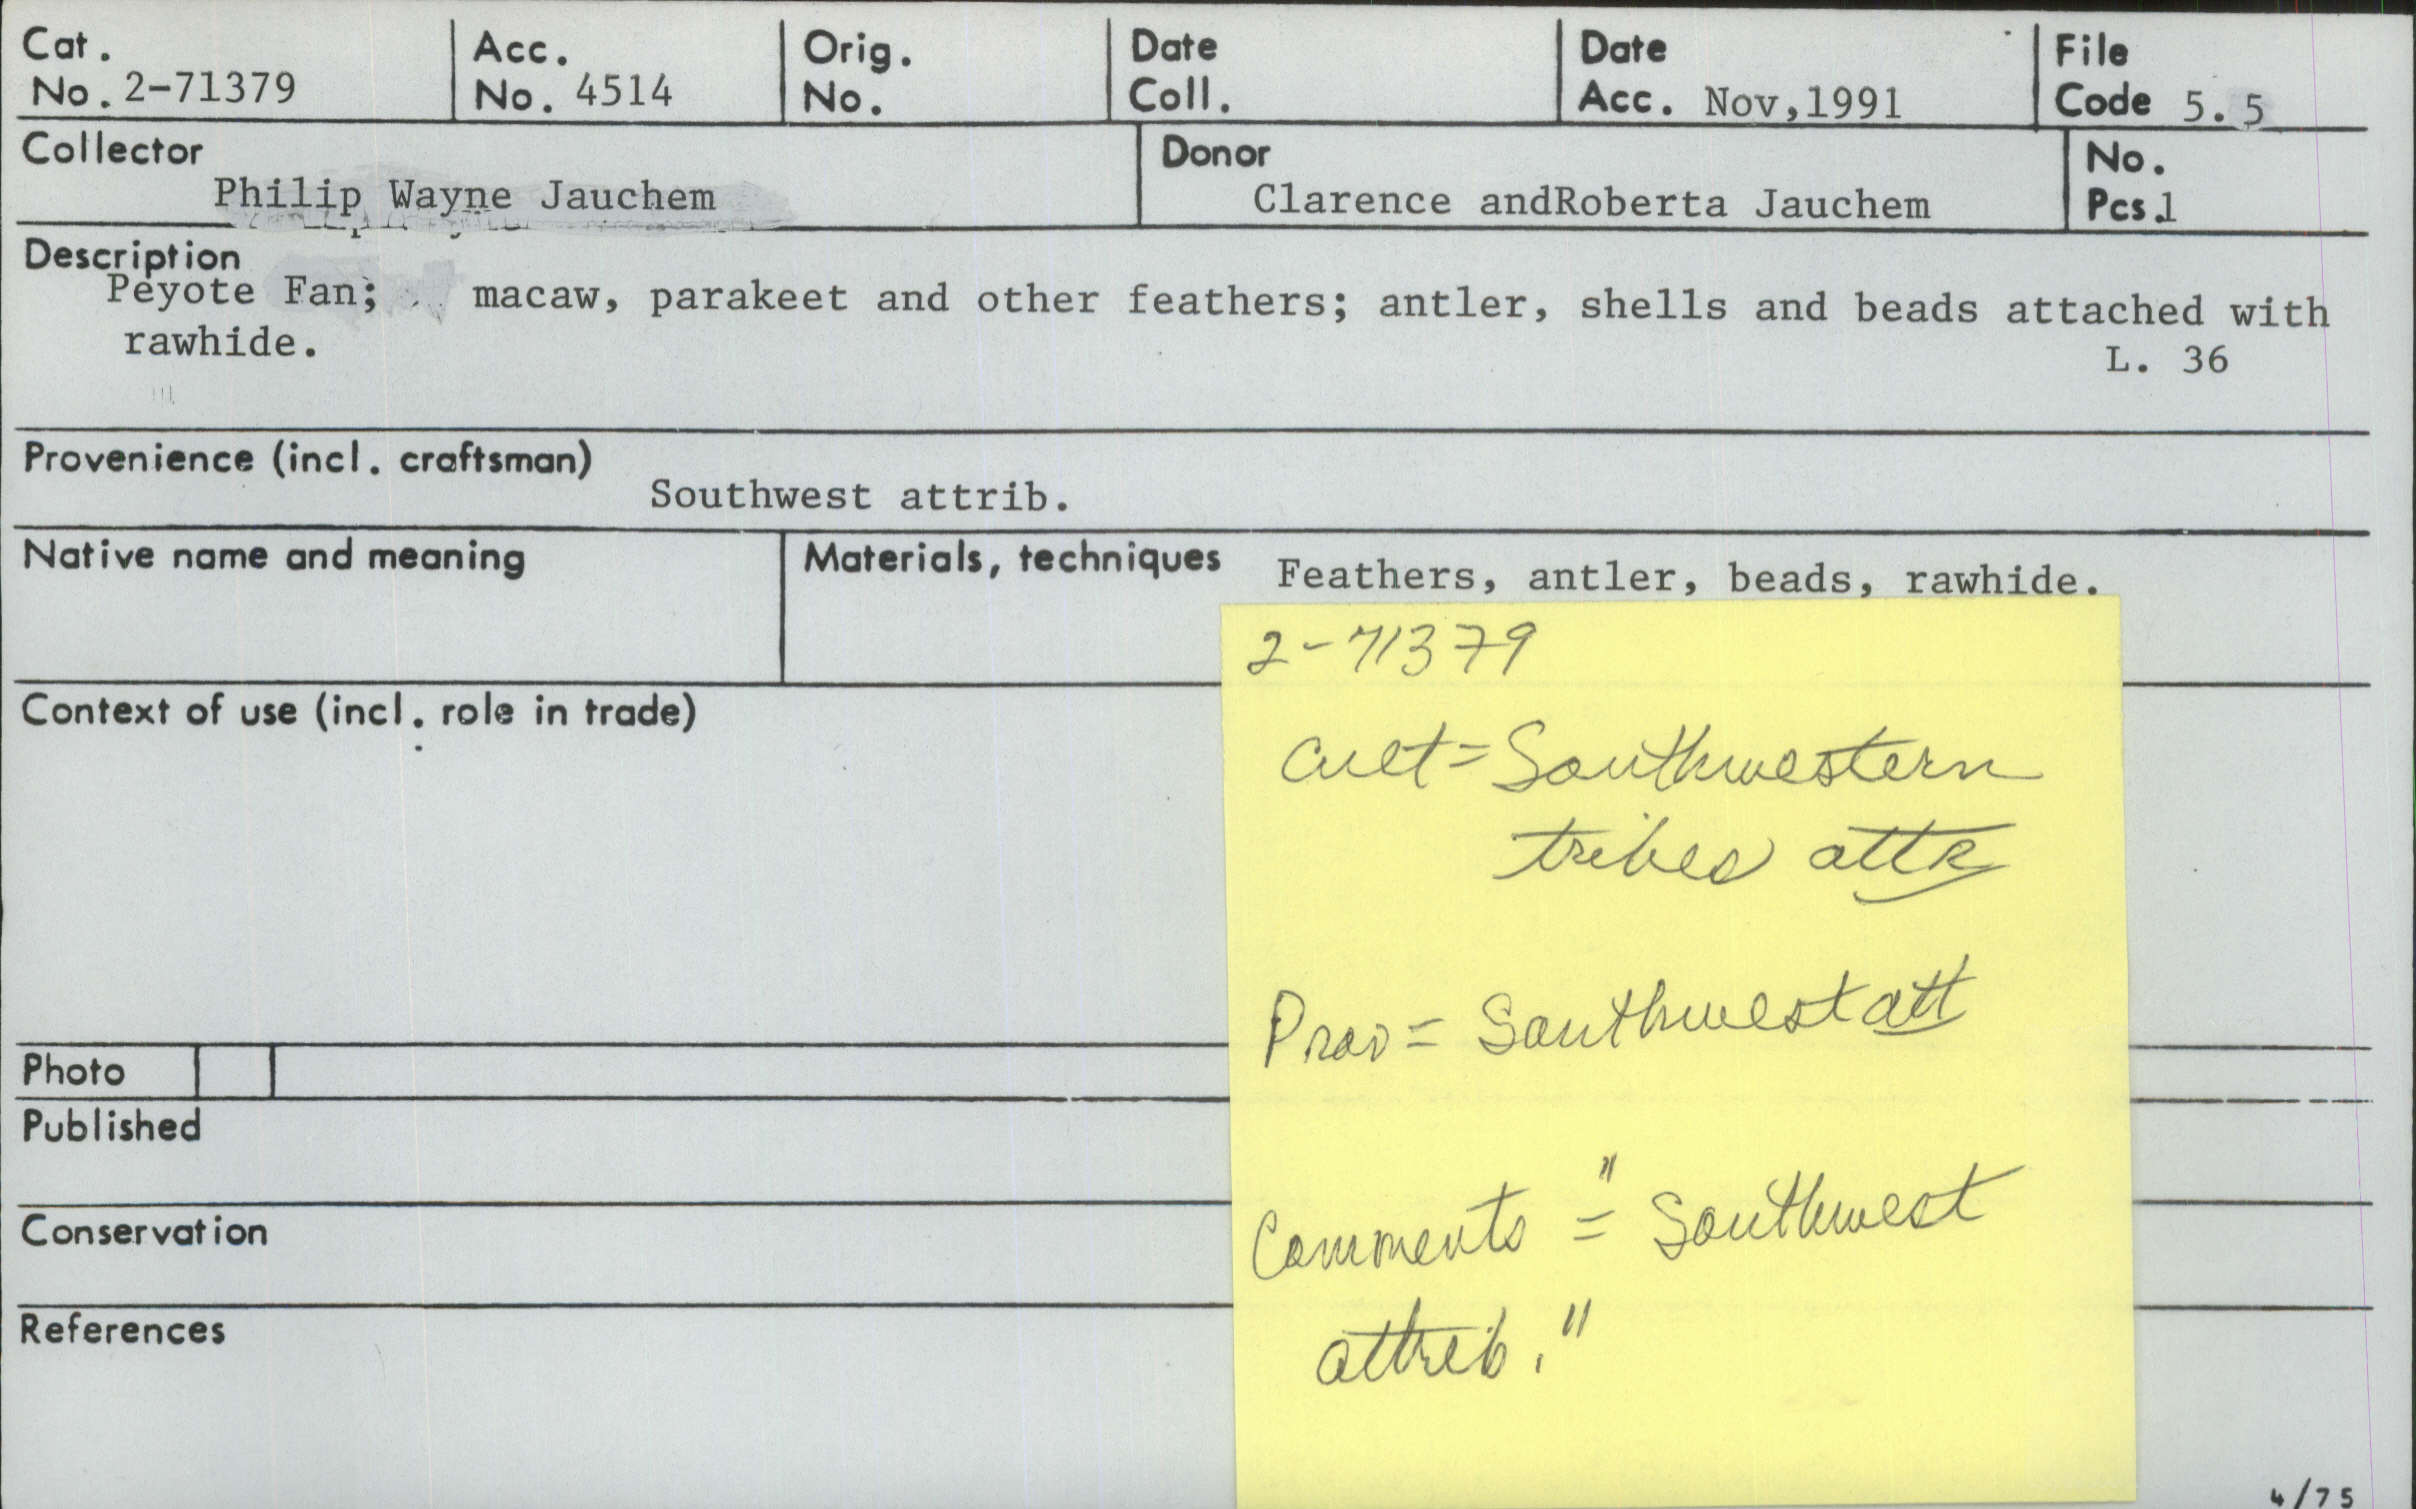 Cat. No. 2-71379
Acc. No. 4514
Orig. No.
Date Coll.
Date Acc. Nov,1991
File Code 5.5
Collector
Philip Wayne Jauchem
Donor
Clarence andRoberta Jauchem
No. Pcs.1
Description
Peyote Fan; macaw, parakeet and other feathers; antler, shells and beads attached with
rawhide.
L. 36
Provenience (incl. craftsman)
Southwest attrib.
Native name and meaning
Materials, techniques Feathers, antler, beads, rawhide.
Context of use (incl. role in trade)
Photo
Published
Conservation
References
2-71379
cult = Southwestern
tribes attr
Prov = Southwest att
Comments = "Southwest
attrib."
4/75